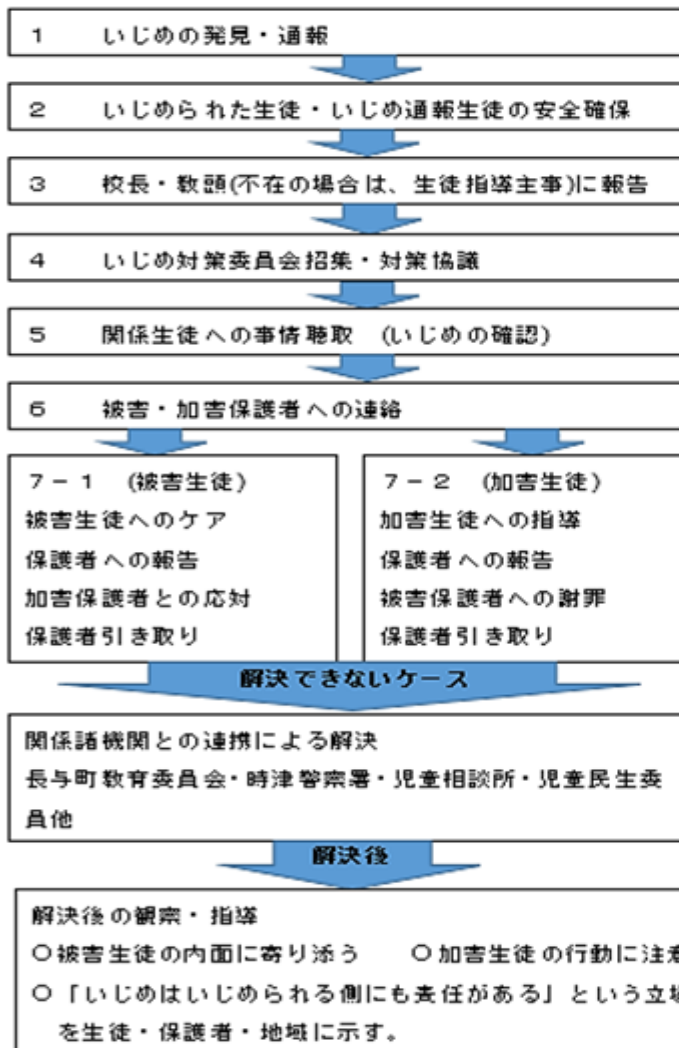 1 いじめの発見・通報
2 いじめられた生徒・いじめ通報生徒の安全確保
3 校長・教頭(不在の場合は、生徒指導主事)に報告
4 いじめ対策委員会招集・対策協議
5 関係生徒への事情聴取 (いじめの確認)
6 被害・加害保護者への連絡
7-1 (被害生徒)
被害生徒へのケア
保護者への報告
加害保護者との応対
保護者引き取り
7-2 (加害生徒)
加害生徒への指導
保護者への報告
被害保護者への謝罪
保護者引き取り
解決できないケース
関係諸機関との連携による解決
長与町教育委員会・時津警察署・児童相談所・児童民生委
員他
解決後
解決後の観察・指導
○被害生徒の内面に寄り添う ○加害生徒の行動に注意
○「いじめはいじめられる側にも責任がある」という立場
を生徒・保護者・地域に示す。